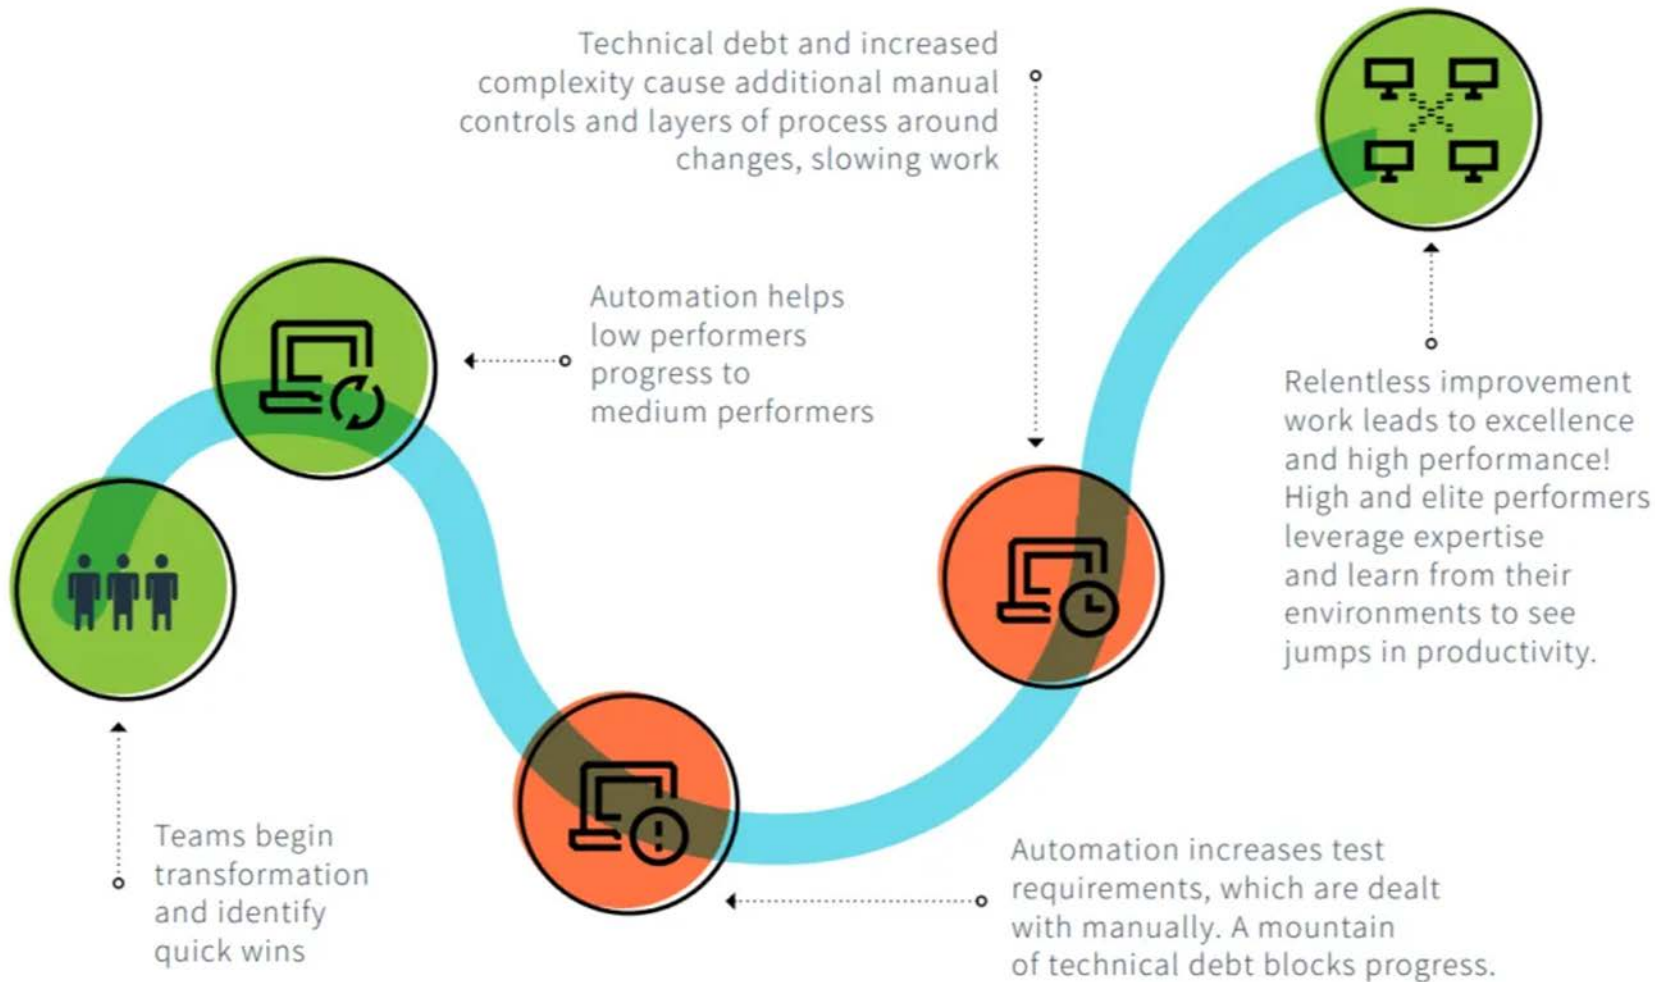 Teams begin
transformation
and identify
quick wins
Automation helps
low performers
progress to
medium performers
Automation increases test
requirements, which are dealt
with manually. A mountain
of technical debt blocks progress.
Technical debt and increased
complexity cause additional manual
controls and layers of process around
changes, slowing work
Relentless improvement
work leads to excellence
and high performance!
High and elite performers
leverage expertise
and learn from their
environments to see
jumps in productivity.